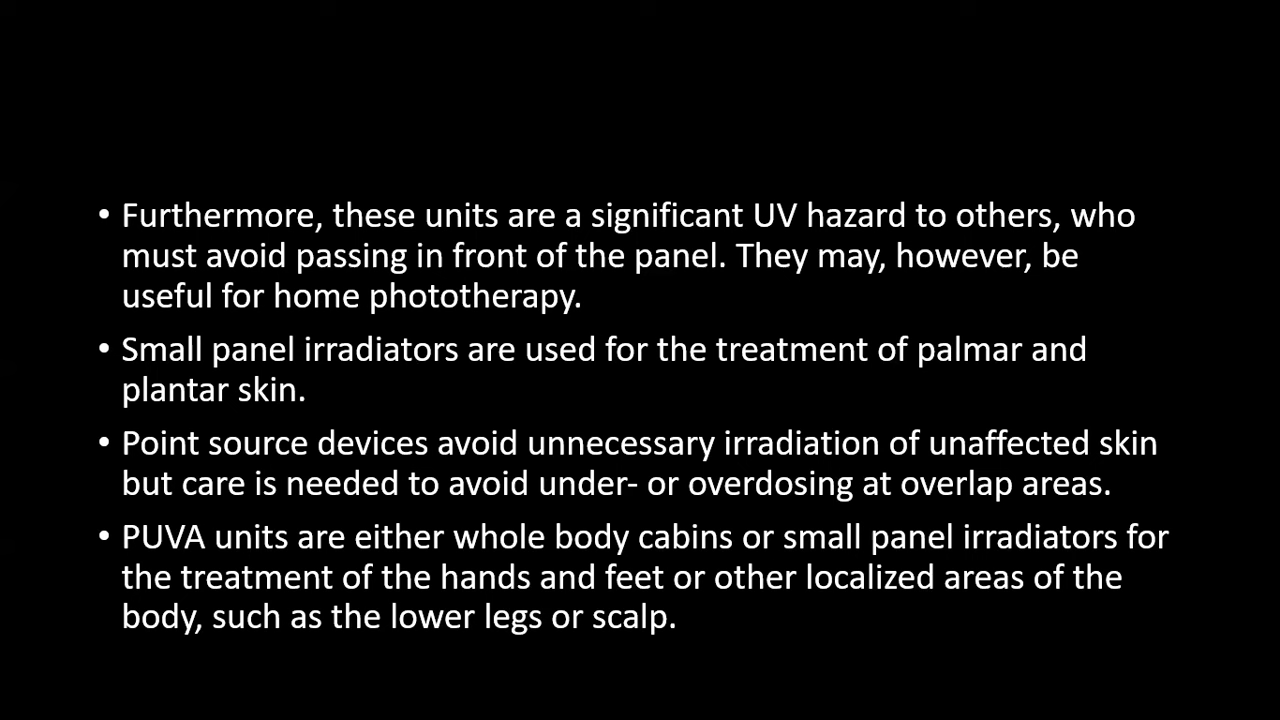 • Furthermore, these units are a significant UV hazard to others, who
must avoid passing in front of the panel. They may, however, be
useful for home phototherapy.
• Small panel irradiators are used for the treatment of palmar and
plantar skin.
• Point source devices avoid unnecessary irradiation of unaffected skin
but care is needed to avoid under- or overdosing at overlap areas.
• PUVA units are either whole body cabins or small panel irradiators for
the treatment of the hands and feet or other localized areas of the
body, such as the lower legs or scalp.